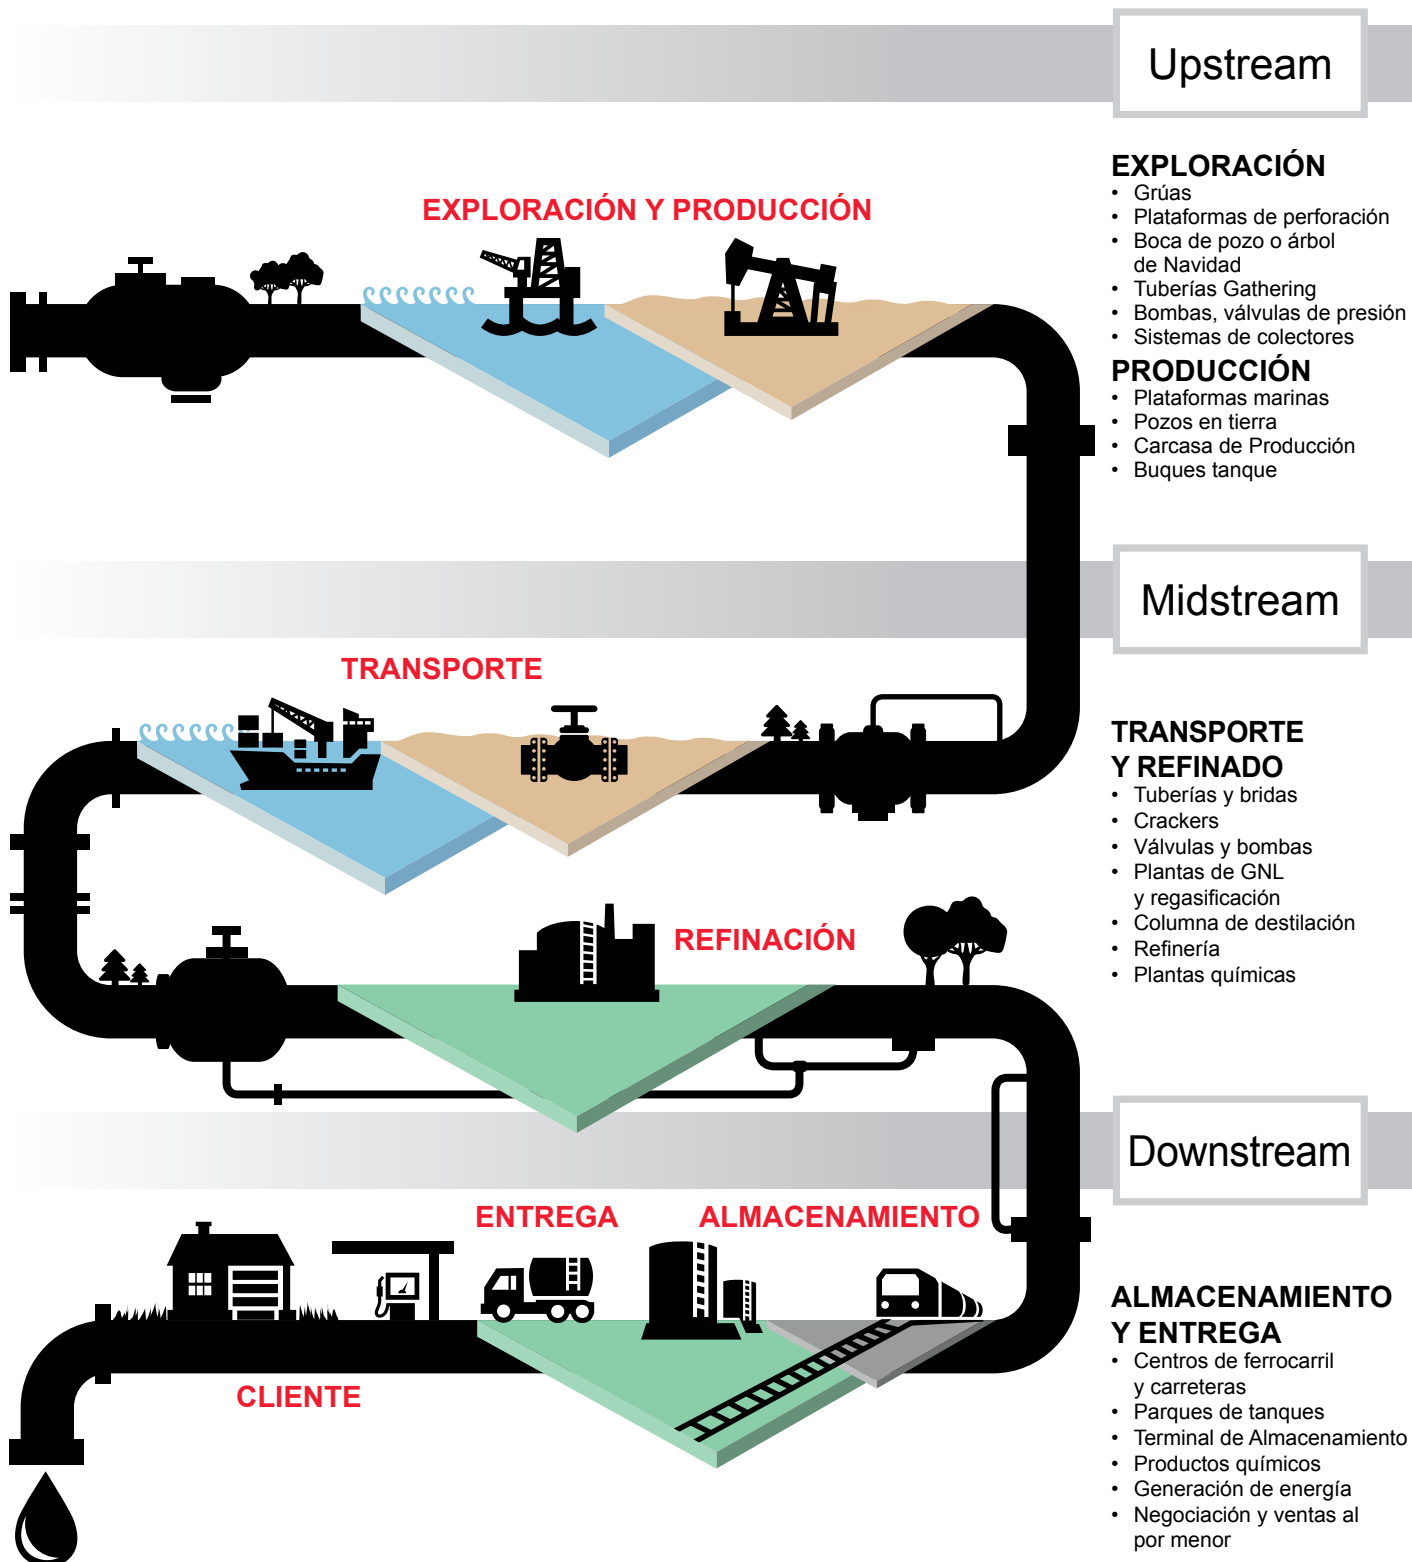 Upstream
EXPLORACIÓN Y PRODUCCIÓN
EXPLORACIÓN
• Grúas
• Plataformas de perforación
• Boca de pozo o árbol
de Navidad
• Tuberías Gathering
• Bombas, válvulas de presión
• Sistemas de colectores
PRODUCCIÓN
• Plataformas marinas
• Pozos en tierra
• Carcasa de Producción
• Buques tanque
Midstream
TRANSPORTE
REFINACIÓN
TRANSPORTE
Y REFINADO
• Tuberías y bridas
• Crackers
• Válvulas y bombas
• Plantas de GNL
y regasificación
• Columna de destilación
• Refinería
• Plantas químicas
Downstream
ENTREGA
ALMACENAMIENTO
CLIENTE
ALMACENAMIENTO
Y ENTREGA
• Centros de ferrocarril
y carreteras
• Parques de tanques
• Terminal de Almacenamiento
• Productos químicos
• Generación de energía
• Negociación y ventas al
por menor